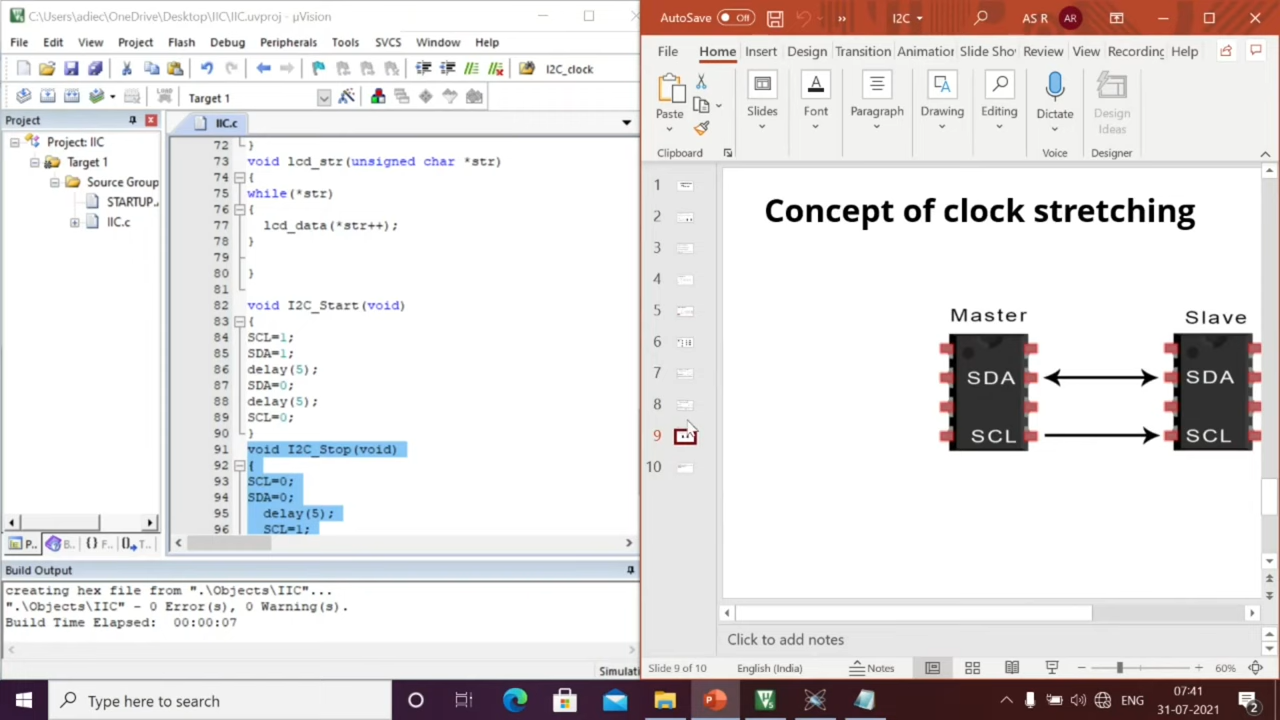 C:\Users\adiec\OneDrive\Desktop\IIC\IIC.uvproj - µVision
File Edit View Project Flash Debug Peripherals Tools SVCS Window Help
I2C_clock
Target 1
Project
Project: IIC
Target 1
Source Group
STARTUP.
IIC.c
P.. B.. {} F.. T..
IIC.c
72 }
73 void lcd_str(unsigned char *str)
74 {
75 while(*str)
76 {
77 lcd_data(*str++);
78 }
79
80 }
81
82 void I2C_Start(void)
83 {
84 SCL=1;
85 SDA=1;
86 delay(5);
87 SDA=0;
88 delay(5);
89 SCL=0;
90 }
91 void I2C_Stop(void)
92 {
93 SCL=0;
94 SDA=0;
95 delay(5);
96 SCL=1;
Build Output
creating hex file from ".\Objects\IIC"...
".\Objects\IIC" - 0 Error(s), 0 Warning(s).
Build Time Elapsed: 00:00:07
Simulati
AutoSave Off I2C AS R AR
File Home Insert Design Transition Animation Slide Sho Review View Recording Help
Paste Slides Font Paragraph Drawing Editing Dictate Design Ideas
Clipboard Voice Designer
1
2
3
4
5
6
7
8
9
10
Concept of clock stretching
Master Slave
SDA SDA
SCL SCL
Click to add notes
Slide 9 of 10 English (India) Notes 60%
Type here to search
ENG 07:41
31-07-2021 2